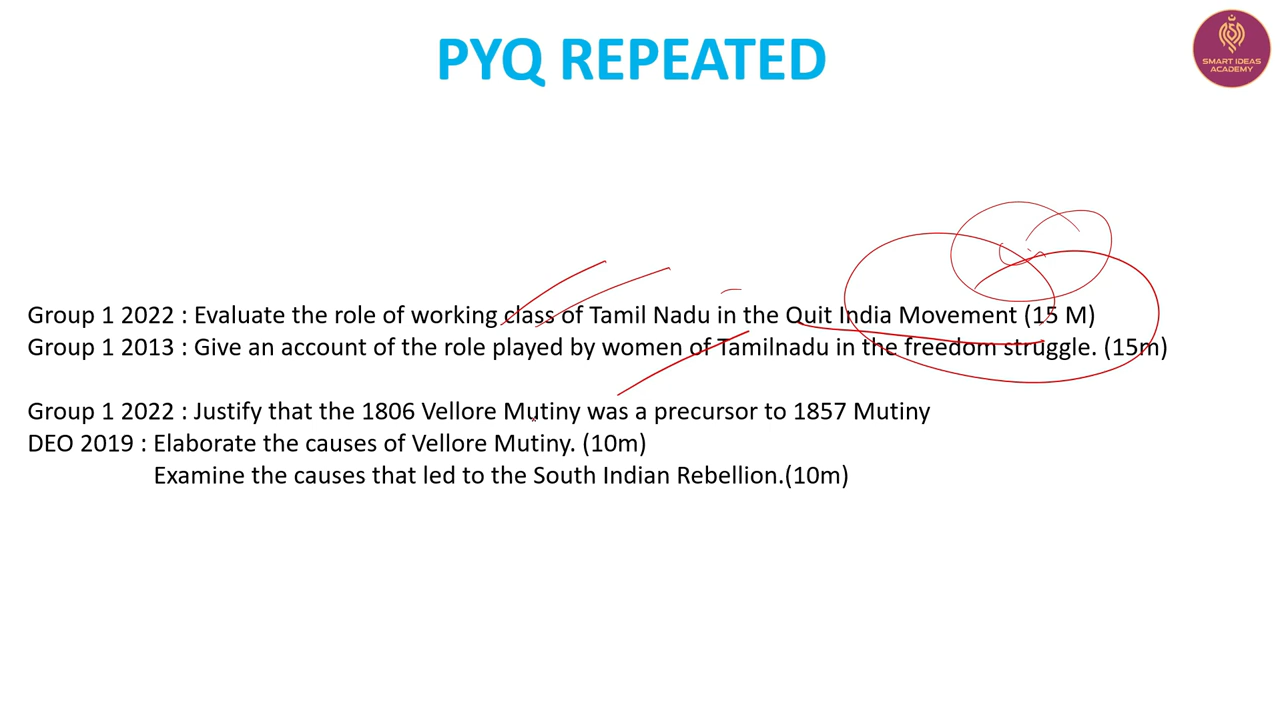 PYQ REPEATED
SMART IDEAS
ACADEMY
Group 1 2022 : Evaluate the role of working class of Tamil Nadu in the Quit India Movement (15 M)
Group 1 2013 : Give an account of the role played by women of Tamilnadu in the freedom struggle. (15m)
Group 1 2022 : Justify that the 1806 Vellore Mutiny was a precursor to 1857 Mutiny
DEO 2019 : Elaborate the causes of Vellore Mutiny. (10m)
Examine the causes that led to the South Indian Rebellion.(10m)